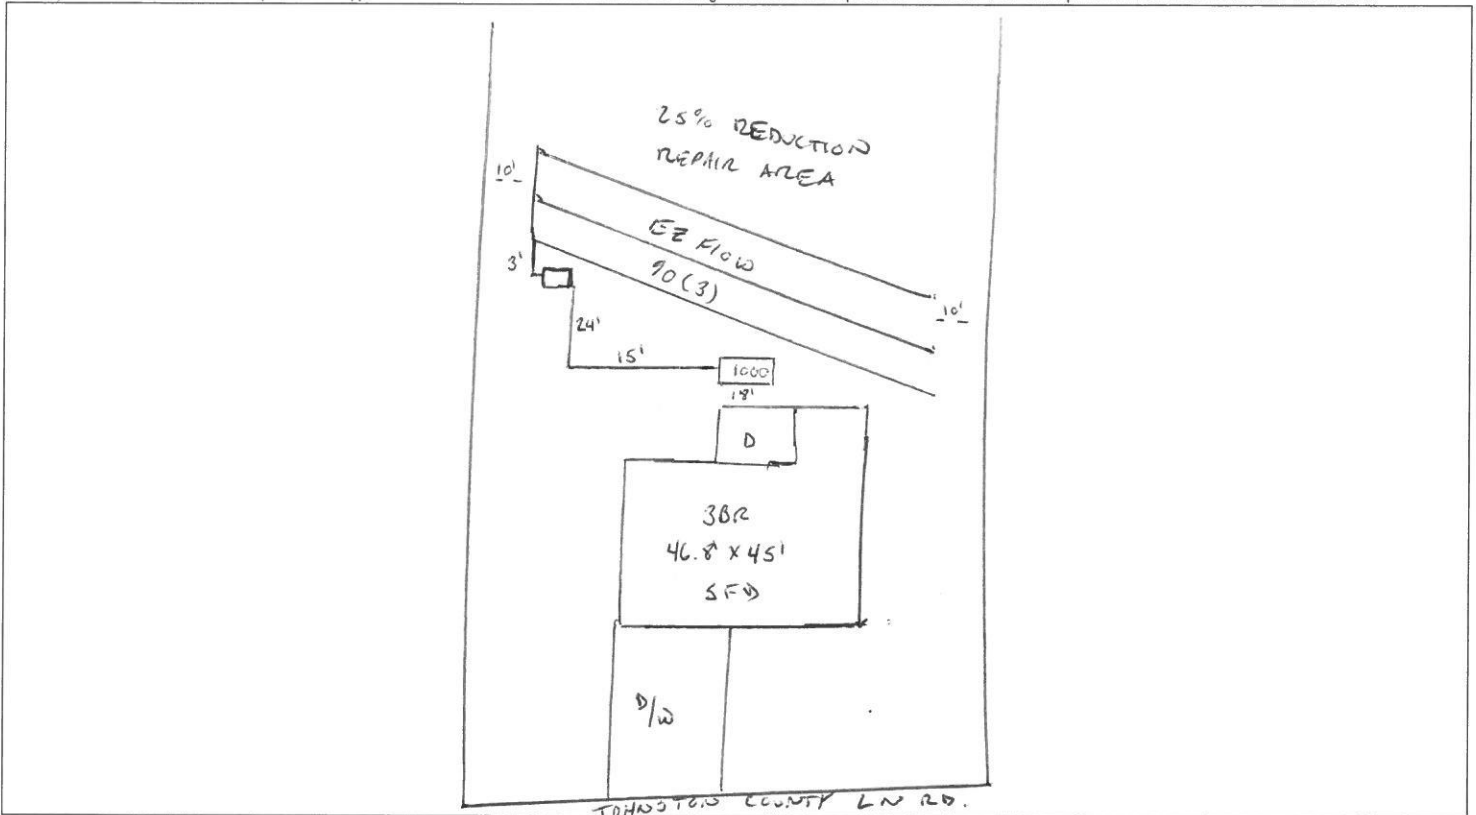 25% REDUCTION
REPAIR AREA
10'
EZ FLOW
90(3)
3'
10'
24'
15'
1000
18'
D
3BR
46.8' X 45'
SFD
D/W
JOHNSTON COUNTY LN RD.